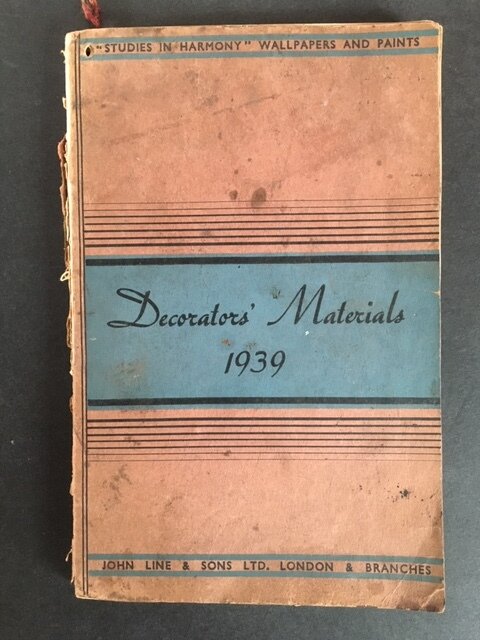 "STUDIES IN HARMONY" WALLPAPERS AND PAINTS
Decorators' Materials
1939
JOHN LINE & SONS LTD. LONDON & BRANCHES